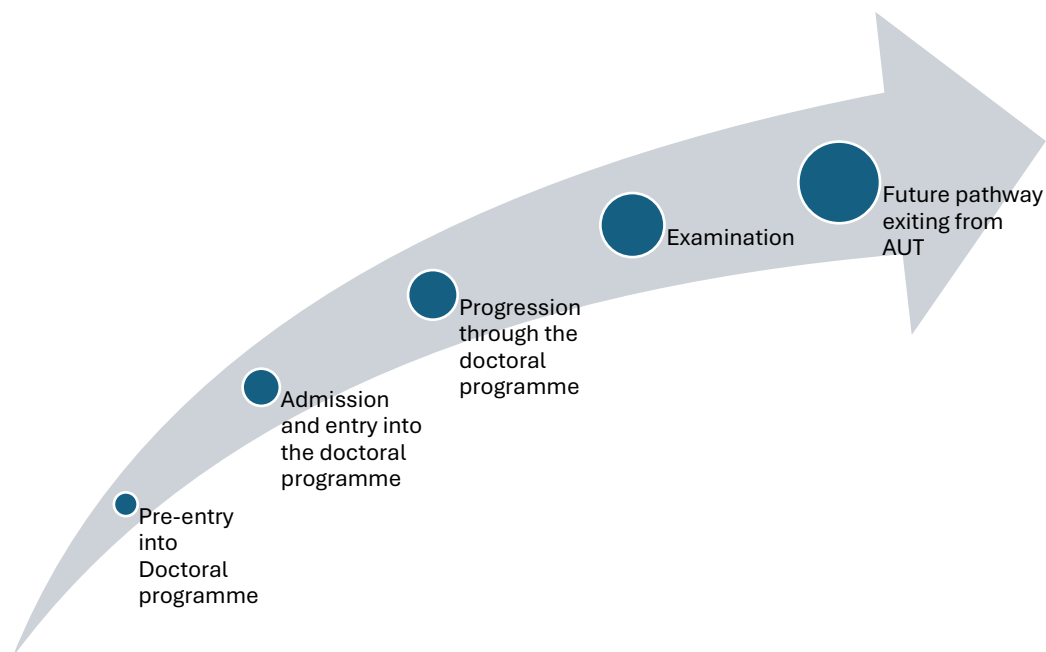 Pre-entry
into
Doctoral
programme
Admission
and entry into
the doctoral
programme
Progression
through the
doctoral
programme
Examination
Future pathway
exiting from
AUT